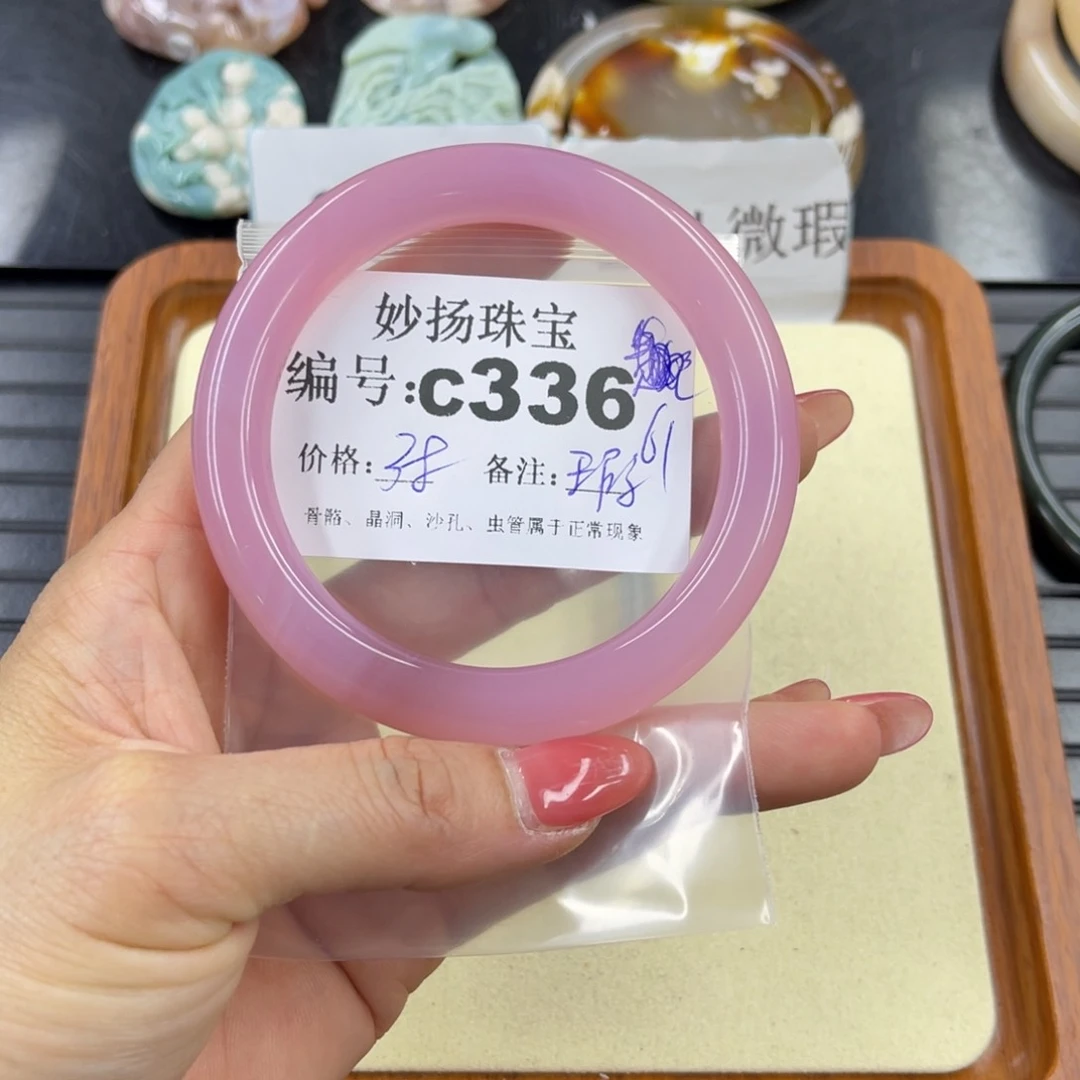 微瑕
妙扬珠宝
编号:c336
61
价格: 备注:
骨骼、晶洞、沙孔、虫管属于正常现象